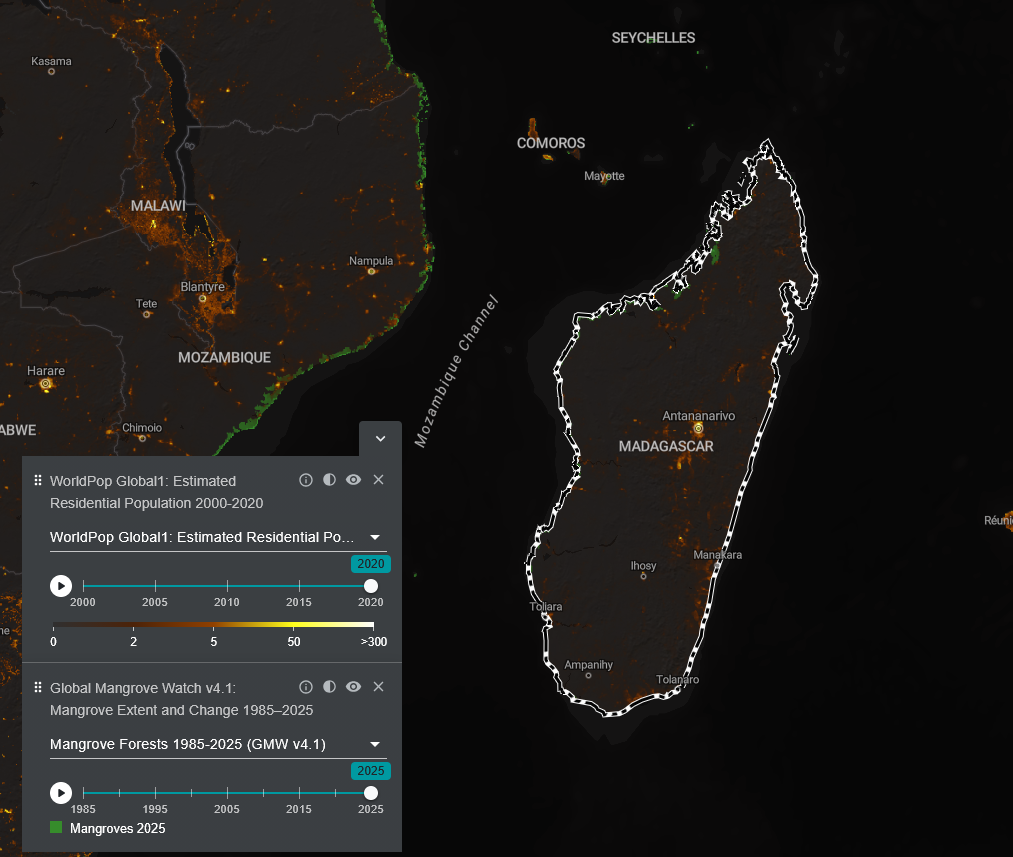 SEYCHELLES
Kasama
COMOROS
Mayotte
MALAWI
Nampula
Blantyre
Tete
Mozambique Channel
MOZAMBIQUE
Harare
Antananarivo
ABWE
Chimoio
MADAGASCAR
Réuni
Manakara
Ihosy
Toliara
Ampanihy
Tolanaro
ne
WorldPop Global1: Estimated
Residential Population 2000-2020
WorldPop Global1: Estimated Residential Po...
2020
2000 2005 2010 2015 2020
0 2 5 50 >300
Global Mangrove Watch v4.1:
Mangrove Extent and Change 1985–2025
Mangrove Forests 1985-2025 (GMW v4.1)
2025
1985 1995 2005 2015 2025
Mangroves 2025